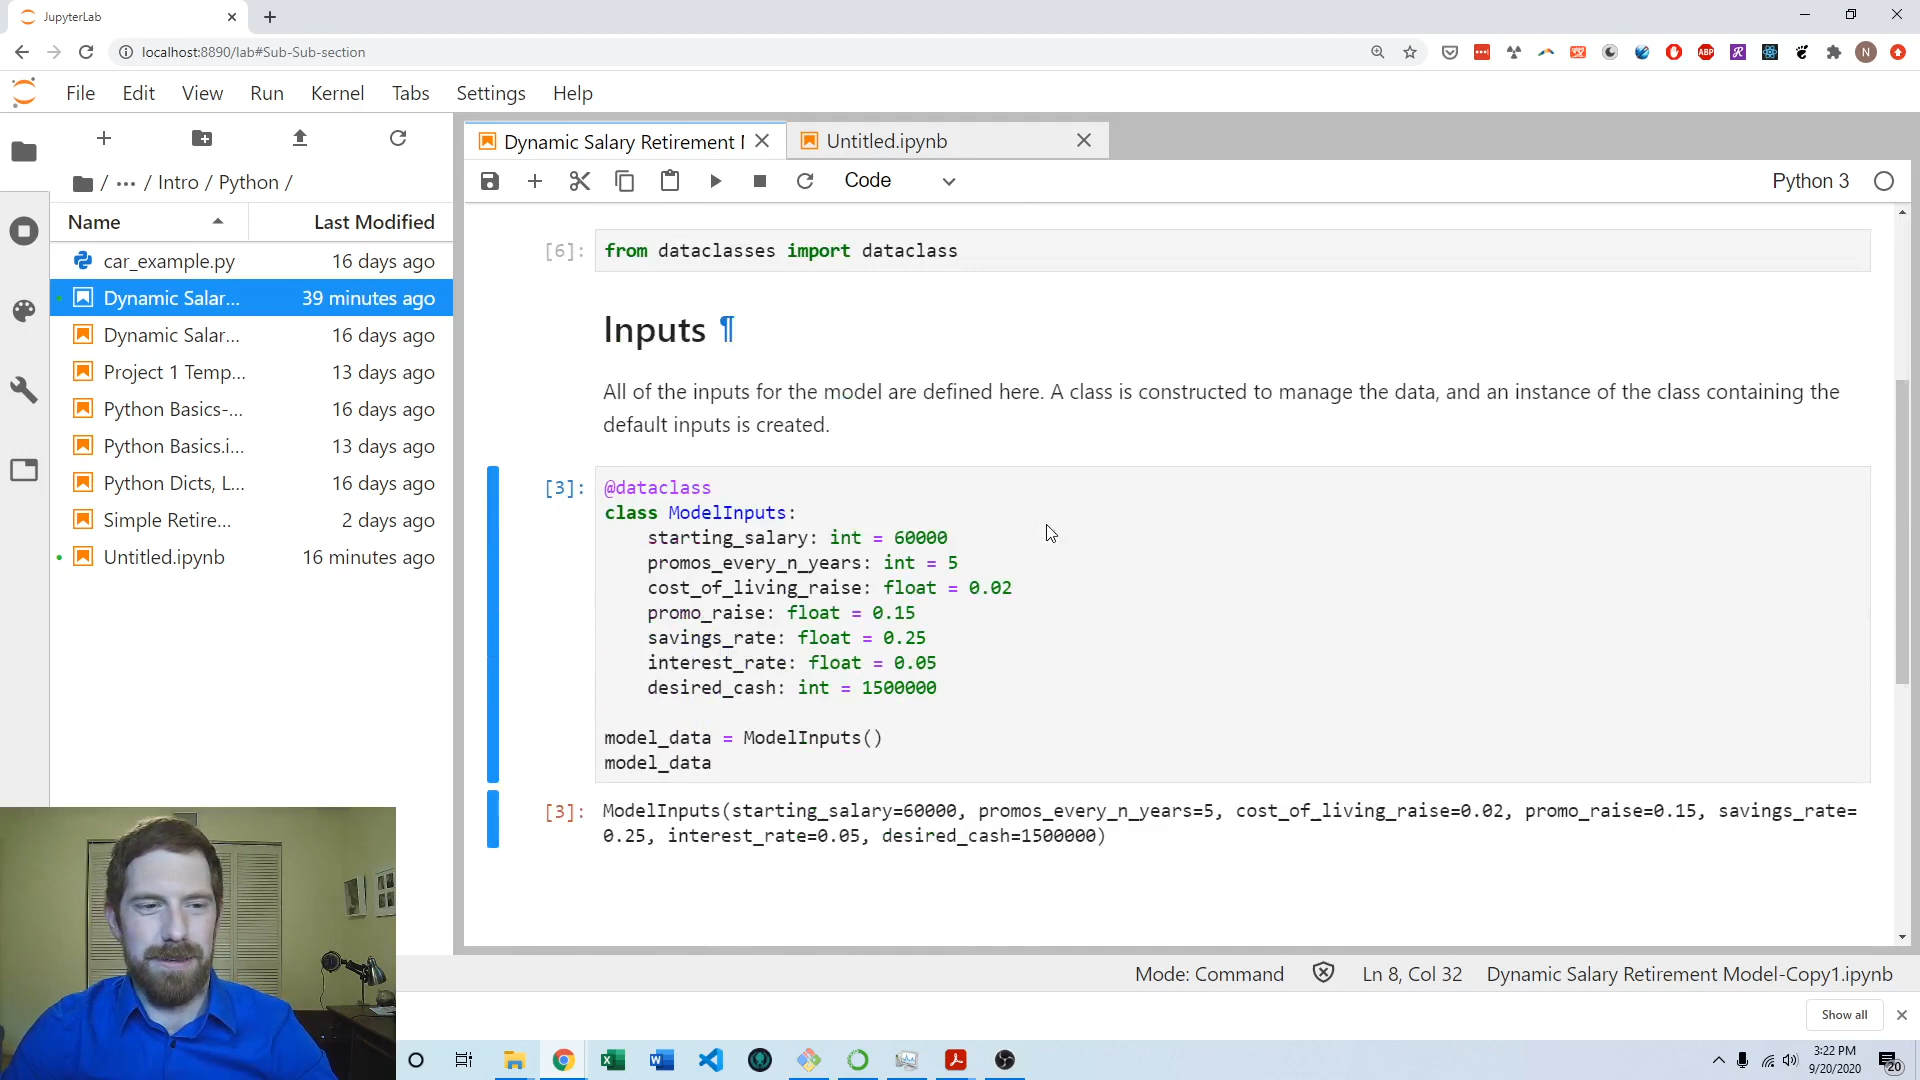 JupyterLab
localhost:8890/lab#Sub-Sub-section
ABP
N
File Edit View Run Kernel Tabs Settings Help
Dynamic Salary Retirement
Untitled.ipynb
/ ··· / Intro / Python /
Code
Python 3
Name Last Modified
car_example.py 16 days ago
Dynamic Salar... 39 minutes ago
Dynamic Salar... 16 days ago
Project 1 Temp... 13 days ago
Python Basics-... 16 days ago
Python Basics.i... 13 days ago
Python Dicts, L... 16 days ago
Simple Retire... 2 days ago
Untitled.ipynb 16 minutes ago
[6]: from dataclasses import dataclass
Inputs ¶
All of the inputs for the model are defined here. A class is constructed to manage the data, and an instance of the class containing the
default inputs is created.
[3]: @dataclass
class ModelInputs:
starting_salary: int = 60000
promos_every_n_years: int = 5
cost_of_living_raise: float = 0.02
promo_raise: float = 0.15
savings_rate: float = 0.25
interest_rate: float = 0.05
desired_cash: int = 1500000
model_data = ModelInputs()
model_data
[3]: ModelInputs(starting_salary=60000, promos_every_n_years=5, cost_of_living_raise=0.02, promo_raise=0.15, savings_rate=
0.25, interest_rate=0.05, desired_cash=1500000)
Mode: Command Ln 8, Col 32 Dynamic Salary Retirement Model-Copy1.ipynb
Show all
3:22 PM
9/20/2020
20